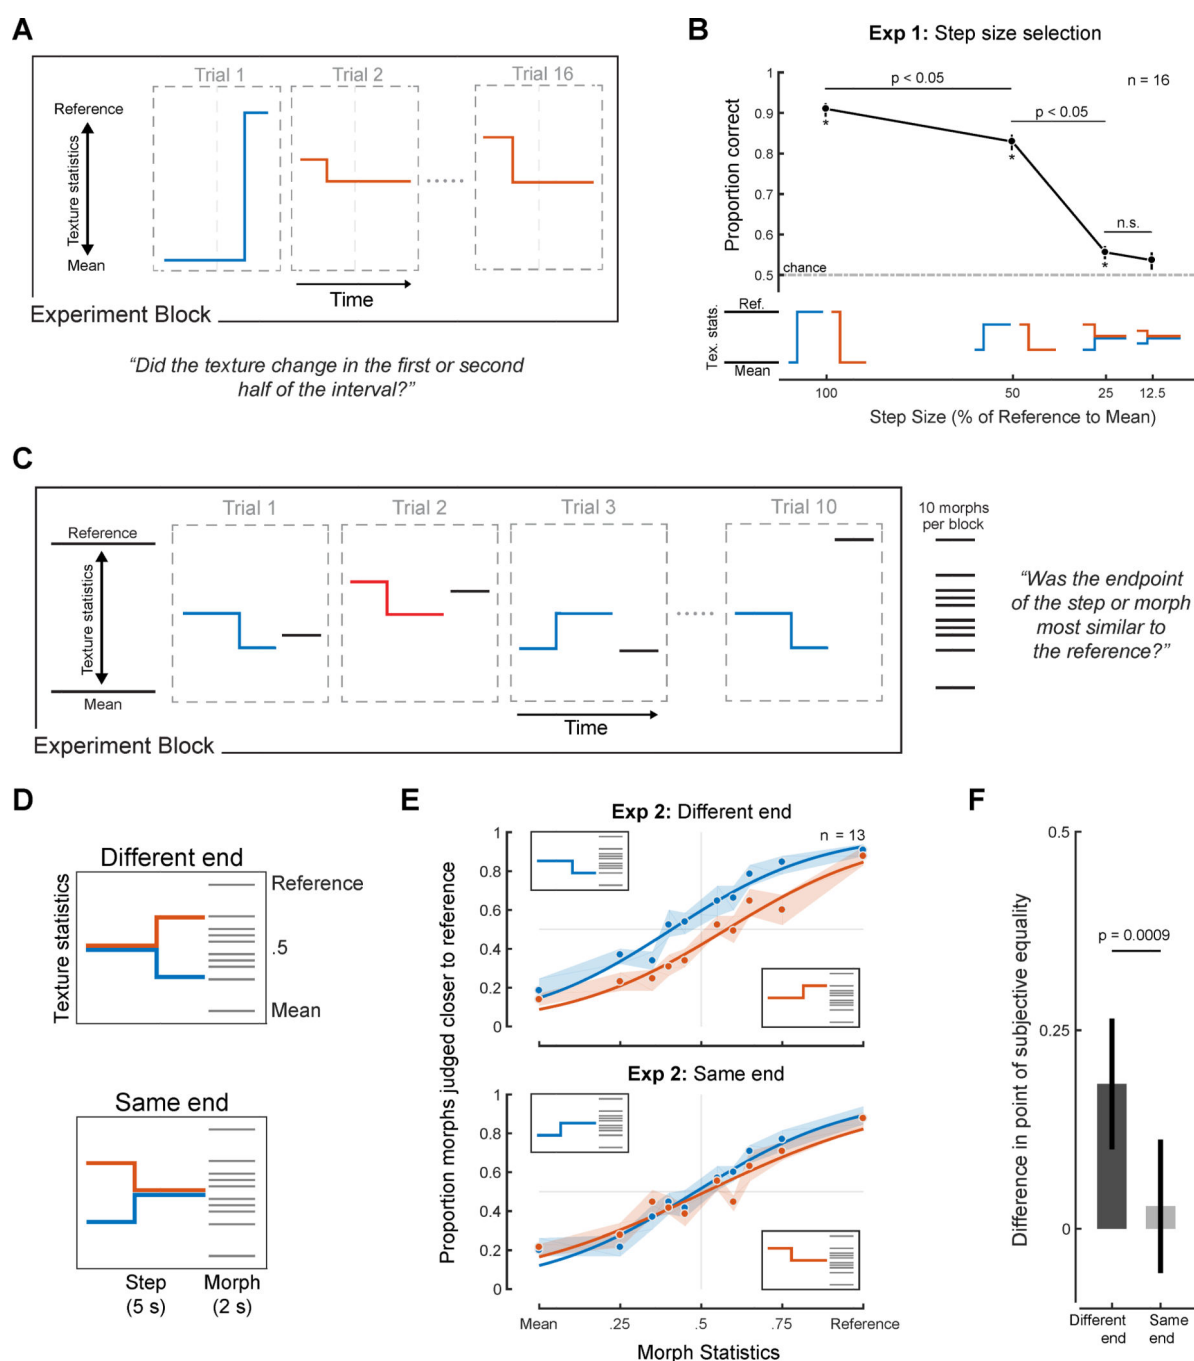 A
Trial 1
Trial 2
Trial 16
Reference
Texture statistics
Mean
Time
Experiment Block
“Did the texture change in the first or second
half of the interval?”
B
Exp 1: Step size selection
n = 16
p < 0.05
p < 0.05
n.s.
*
*
*
chance
Proportion correct
1
0.9
0.8
0.7
0.6
0.5
Tex. stats.
Ref.
Mean
100
50
25
12.5
Step Size (% of Reference to Mean)
C
Trial 1
Trial 2
Trial 3
Trial 10
Reference
Texture statistics
Mean
Time
Experiment Block
10 morphs
per block
“Was the endpoint
of the step or morph
most similar to
the reference?”
D
Different end
Texture statistics
Reference
.5
Mean
Same end
Step
(5 s)
Morph
(2 s)
E
Exp 2: Different end
n = 13
Proportion morphs judged closer to reference
1
0.8
0.6
0.4
0.2
0
Exp 2: Same end
1
0.8
0.6
0.4
0.2
0
Mean
.25
.5
.75
Reference
Morph Statistics
F
Difference in point of subjective equality
0.5
0.25
0
p = 0.0009
Different
end
Same
end